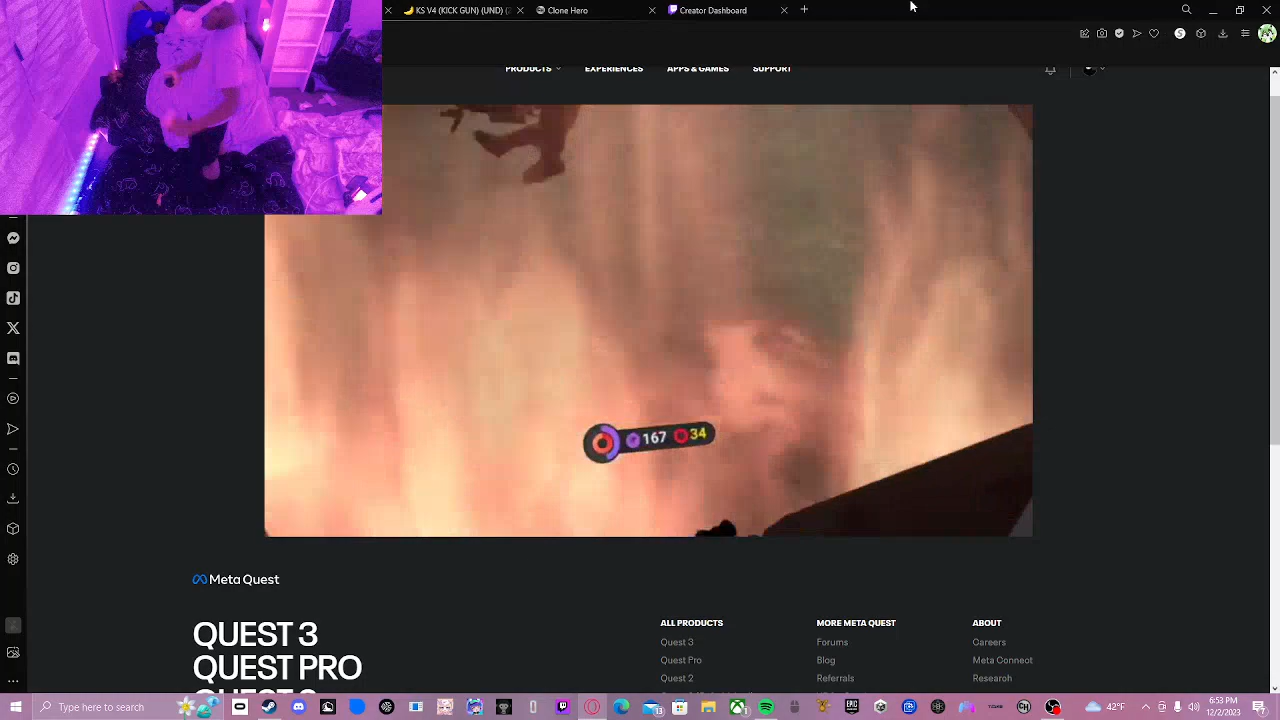 KS V4 (KICK GUN) (UND) (
Clone Hero
Creator Dashboard
PRODUCTS
EXPERIENCES
APPS & GAMES
SUPPORT
167
34
Meta Quest
QUEST 3
QUEST PRO
ALL PRODUCTS
Quest 3
Quest Pro
Quest 2
MORE META QUEST
Forums
Blog
Referrals
ABOUT
Careers
Meta Connect
Research
Type here to search
6:53 PM
12/2/2023